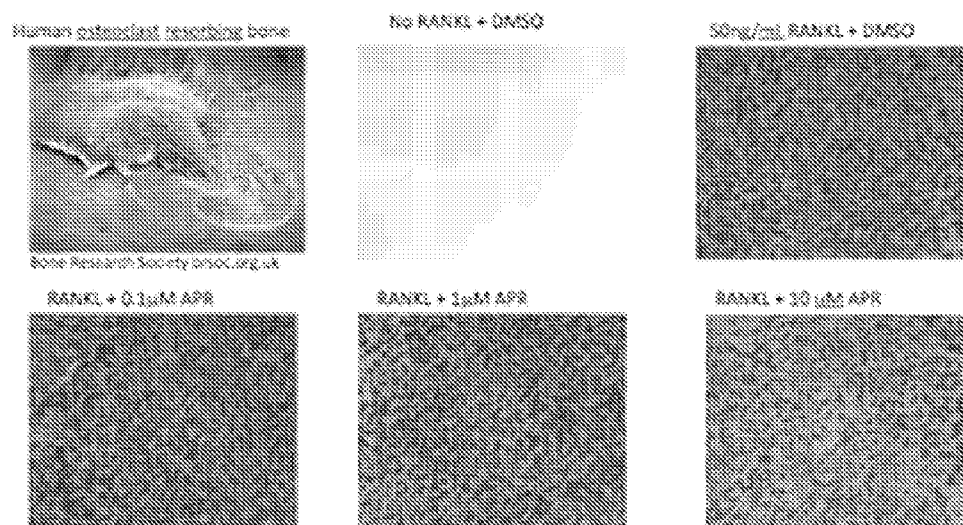 Human osteoclast resorbing bone
No RANKL + DMSO
50ng/mL RANKL + DMSO
Bone Research Society brsoc.org.uk
RANKL + 0.1µM APR
RANKL + 1µM APR
RANKL + 10 µM APR